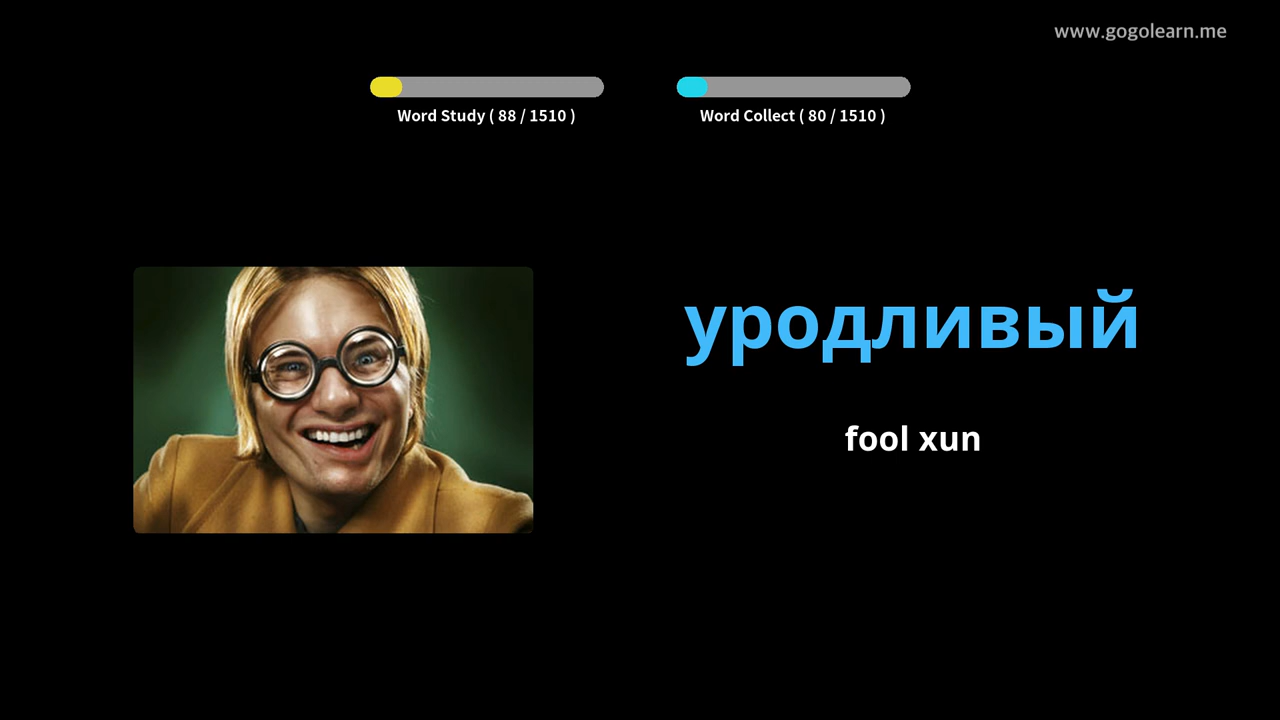 www.gogolearn.me
Word Study ( 88 / 1510 )
Word Collect ( 80 / 1510 )
уродливый
fool xun